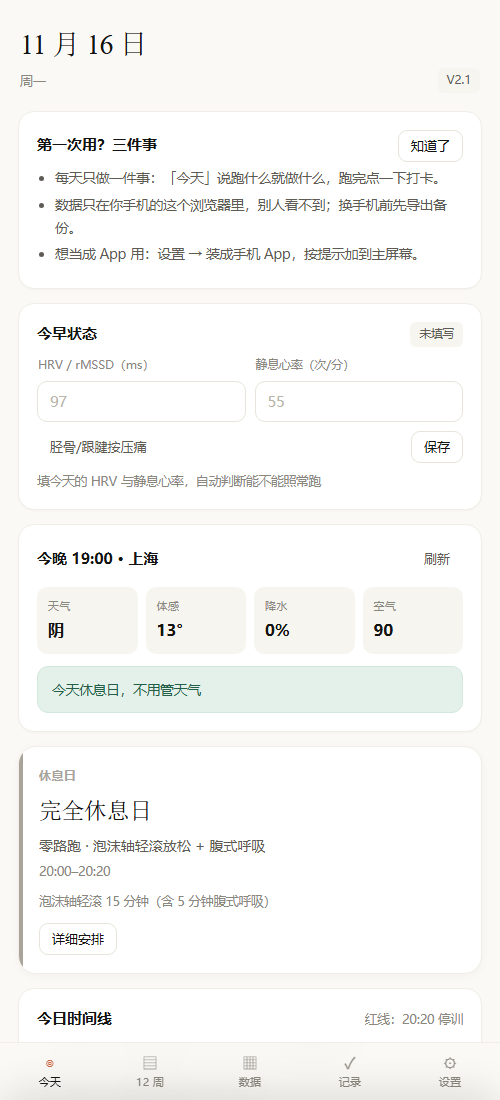 11 月 16 日
周一
V2.1
第一次用？三件事
知道了
每天只做一件事：「今天」说跑什么就做什么，跑完点一下打卡。
数据只在你手机的这个浏览器里，别人看不到；换手机前先导出备
份。
想当成 App 用：设置 → 装成手机 App，按提示加到主屏幕。
今早状态
未填写
HRV / rMSSD（ms）
静息心率（次/分）
97
55
胫骨/跟腱按压痛
保存
填今天的 HRV 与静息心率，自动判断能不能照常跑
今晚 19:00 • 上海
刷新
天气
体感
降水
空气
阴
13°
0%
90
今天休息日，不用管天气
休息日
完全休息日
零路跑 · 泡沫轴轻滚放松 + 腹式呼吸
20:00–20:20
泡沫轴轻滚 15 分钟（含 5 分钟腹式呼吸）
详细安排
今日时间线
红线：20:20 停训
今天
12 周
数据
记录
设置